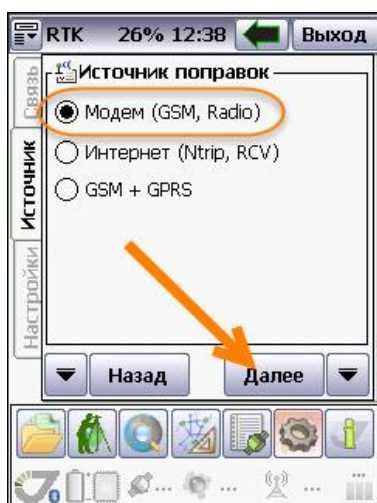 RTK 26% 12:38 Выход
Связь
Источник
Настройки
Источник поправок
Модем (GSM, Radio)
Интернет (Ntrip, RCV)
GSM + GPRS
Назад Далее
7 ... ... ...